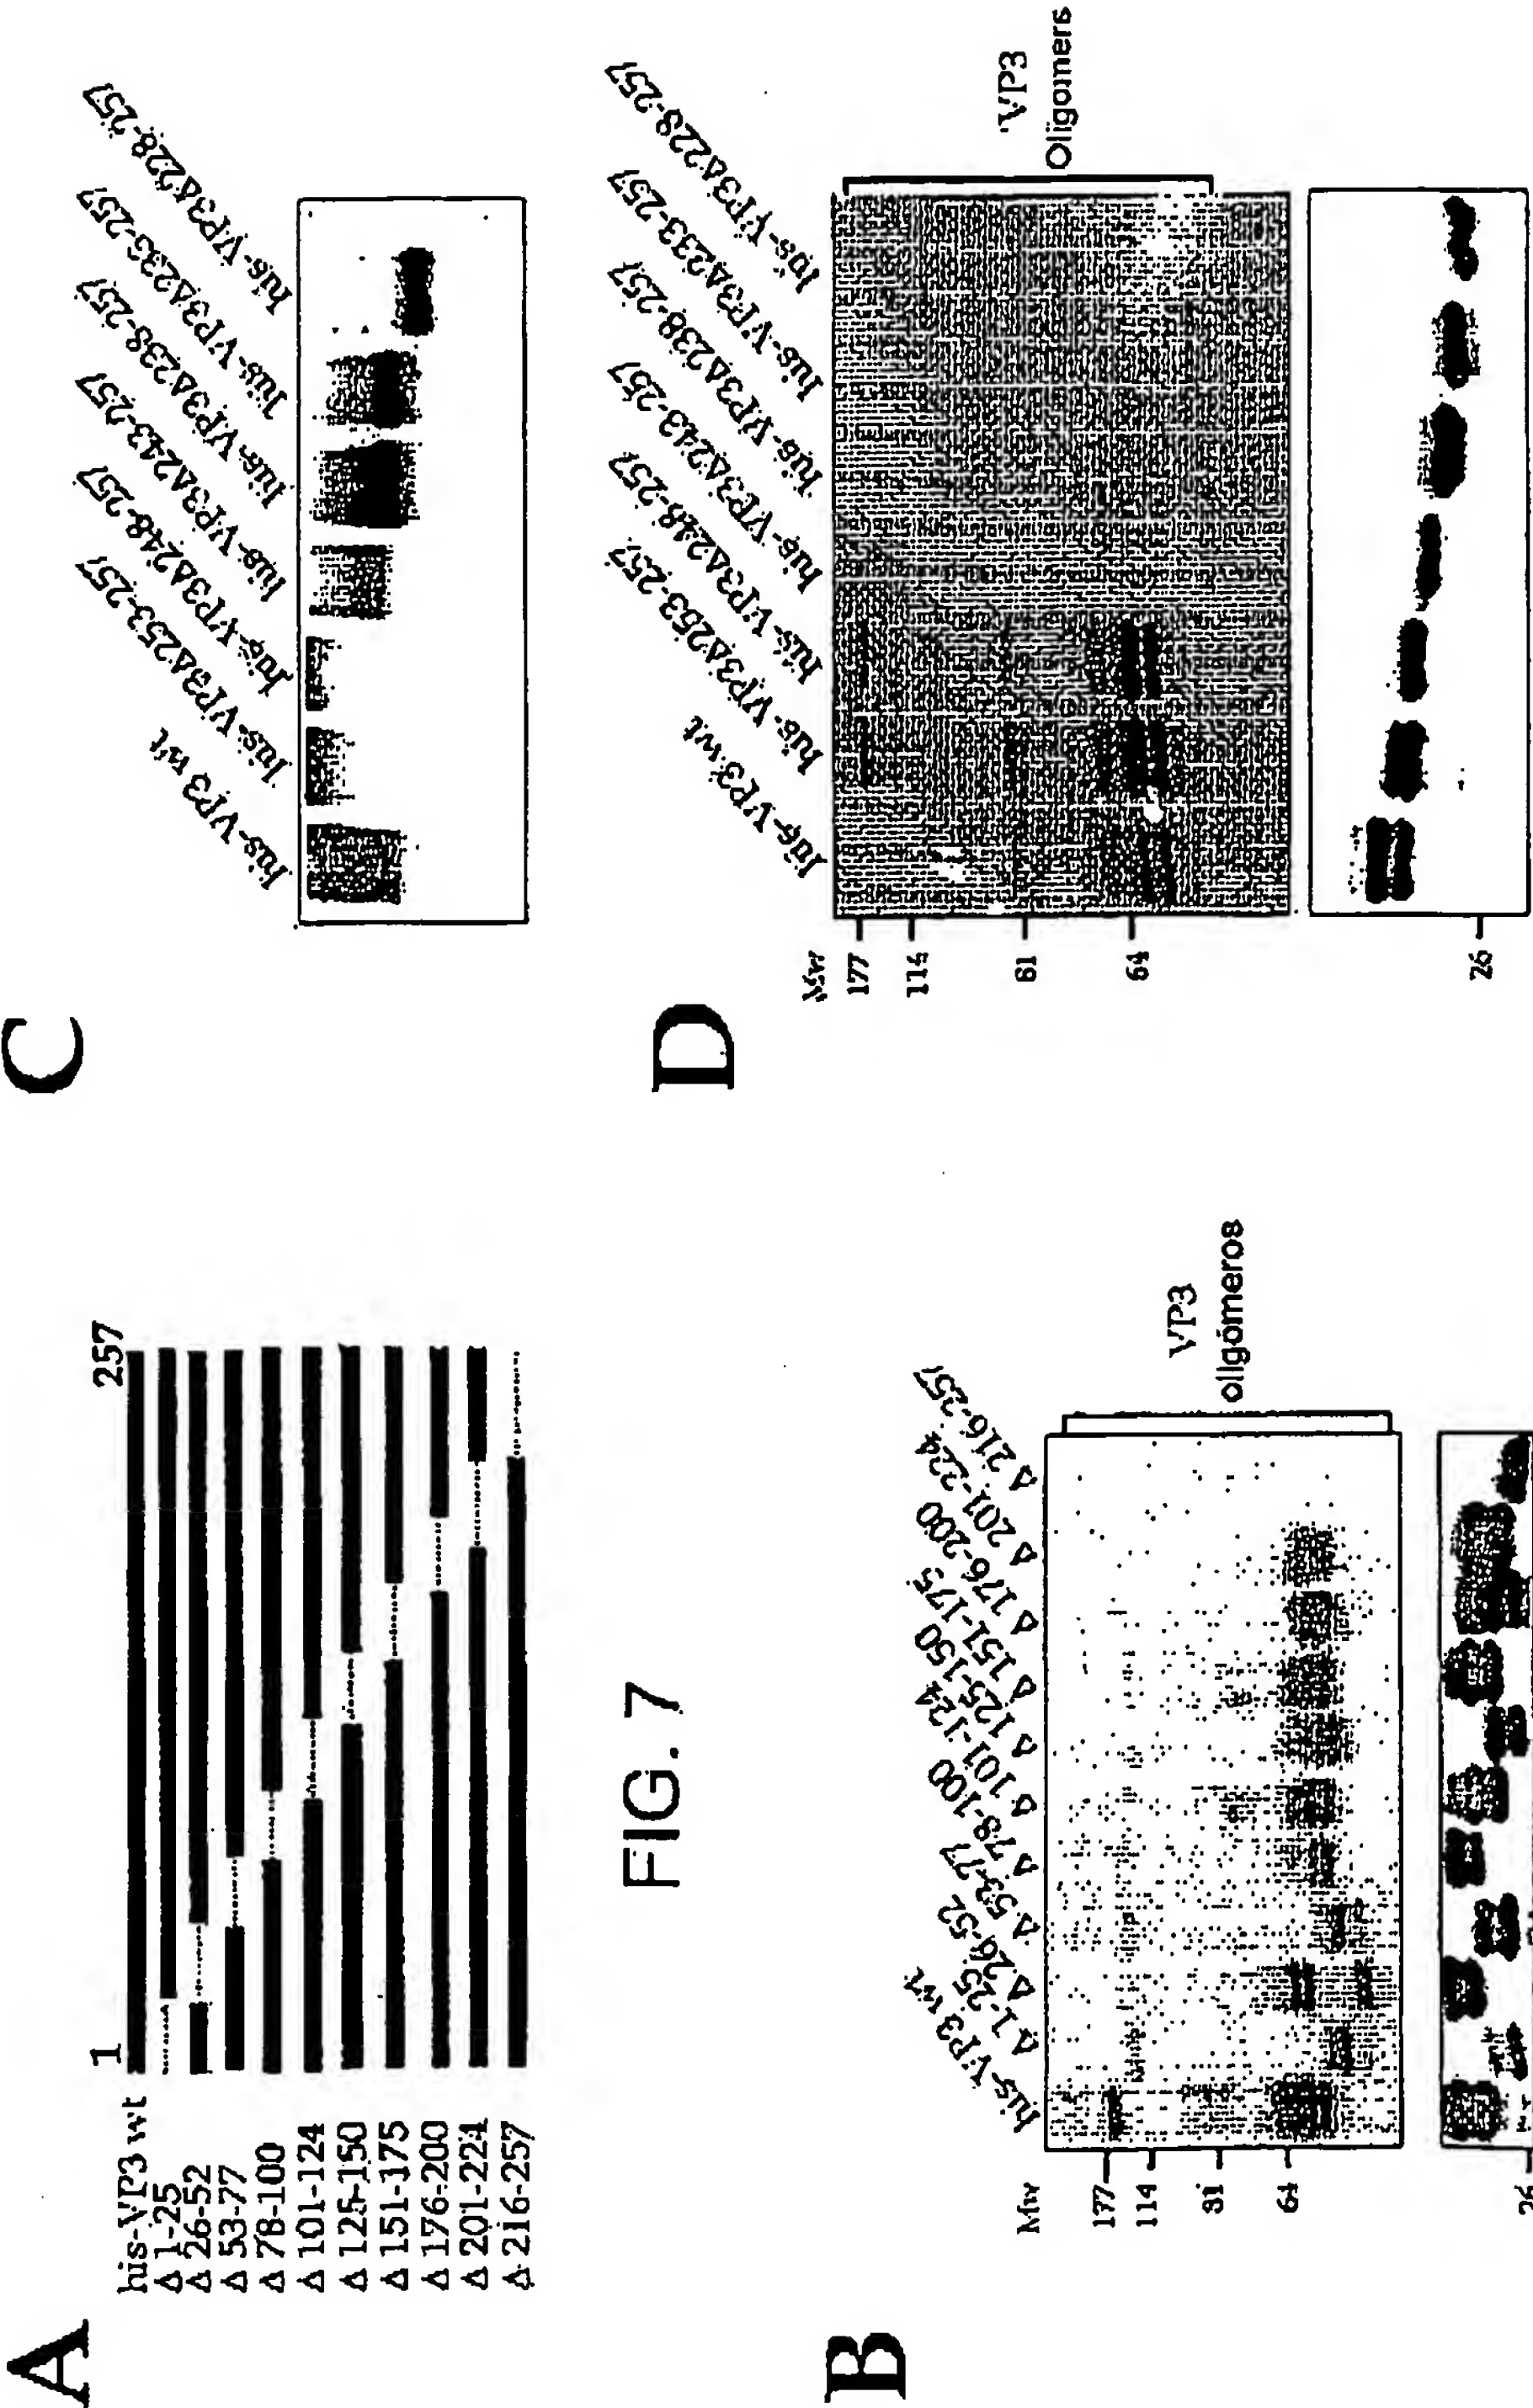 A
1
257
his-VP3 wt
Δ 1-25
Δ 26-52
Δ 53-77
Δ 78-100
Δ 101-124
Δ 125-150
Δ 151-175
Δ 176-200
Δ 201-224
Δ 216-257
FIG. 7
B
his-VP3 wt
Δ 1-25
Δ 26-52
Δ 53-77
Δ 78-100
Δ 101-124
Δ 125-150
Δ 151-175
Δ 176-200
Δ 201-224
Δ 216-257
Mw
177
114
81
64
26
VP3
oligómeros
C
his-VP3 wt
his-VP3Δ253-257
his-VP3Δ248-257
his-VP3Δ243-257
his-VP3Δ238-257
his-VP3Δ233-257
his-VP3Δ228-257
D
his-VP3 wt
his-VP3Δ253-257
his-VP3Δ248-257
his-VP3Δ243-257
his-VP3Δ238-257
his-VP3Δ233-257
his-VP3Δ228-257
Mw
177
114
81
64
26
VP3
Oligomers